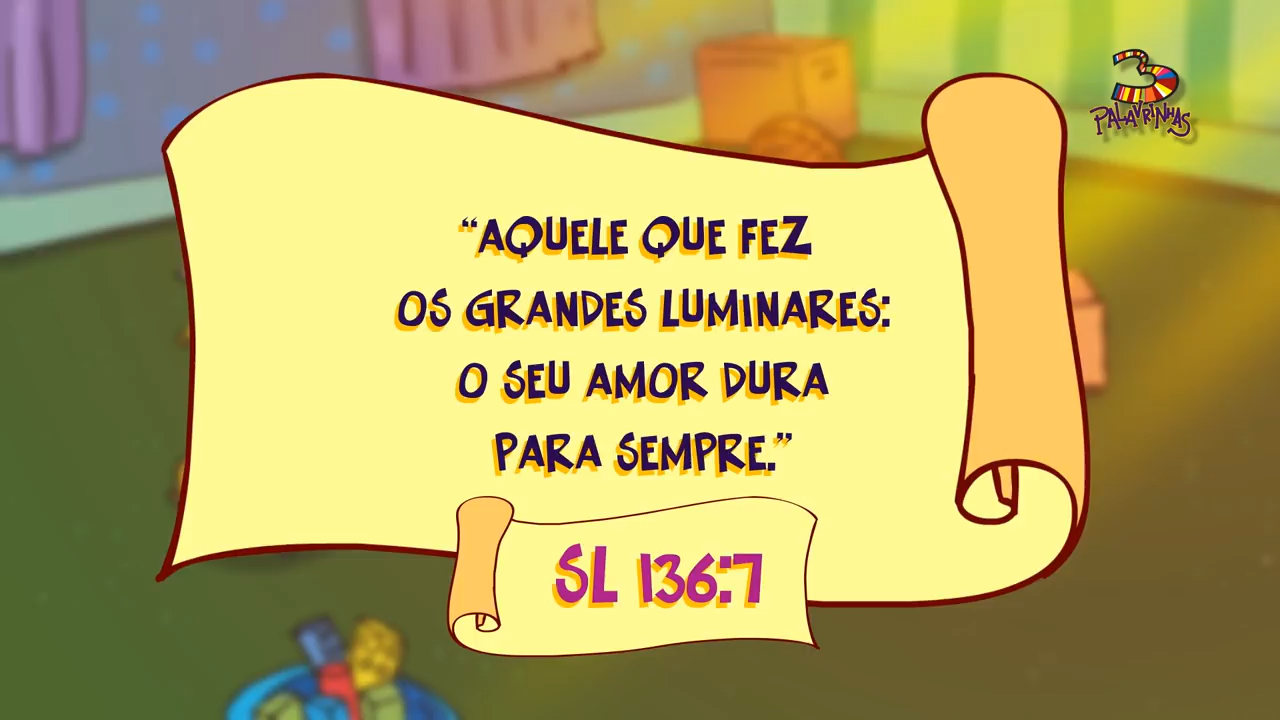 3
PALAVRINHAS
“AQUELE QUE FEZ
OS GRANDES LUMINARES:
O SEU AMOR DURA
PARA SEMPRE.”
SL 136:7